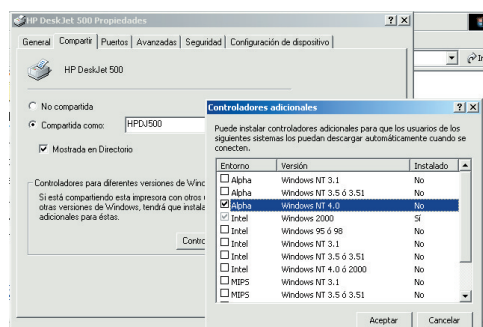 HP DeskJet 500 Propiedades
General Compartir Puertos Avanzadas Seguridad Configuración de dispositivo
HP DeskJet 500
No compartida
Compartida como: HPDJ500
Mostrada en Directorio
Controladores para diferentes versiones de Wind
Si está compartiendo esta impresora con otros
otras versiones de Windows, tendrá que instala
adicionales para éstas.
Contro
Controladores adicionales
Puede instalar controladores adicionales para que los usuarios de los
siguientes sistemas los puedan descargar automáticamente cuando se
conecten.
Entorno Versión Instalado
Alpha Windows NT 3.1 No
Alpha Windows NT 3.5 ó 3.51 No
Alpha Windows NT 4.0 No
Intel Windows 2000 Sí
Intel Windows 95 ó 98 No
Intel Windows NT 3.1 No
Intel Windows NT 3.5 ó 3.51 No
Intel Windows NT 4.0 ó 2000 No
MIPS Windows NT 3.1 No
MIPS Windows NT 3.5 ó 3.51 No
Aceptar Cancelar